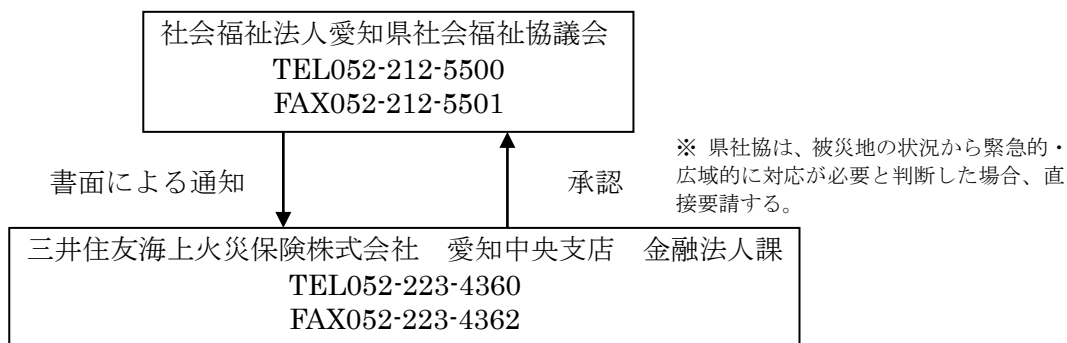 社会福祉法人愛知県社会福祉協議会
TEL052-212-5500
FAX052-212-5501
書面による通知
承認
※ 県社協は、被災地の状況から緊急的・
広域的に対応が必要と判断した場合、直
接要請する。
三井住友海上火災保険株式会社　愛知中央支店　金融法人課
TEL052-223-4360
FAX052-223-4362